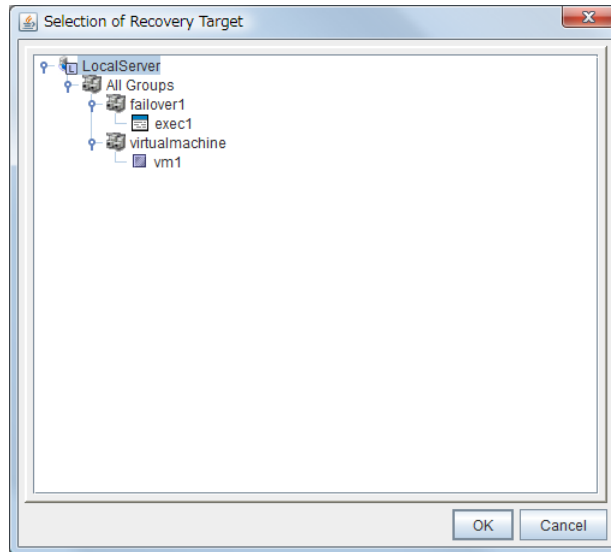 Selection of Recovery Target
LocalServer
All Groups
failover1
exec1
virtualmachine
vm1
OK Cancel